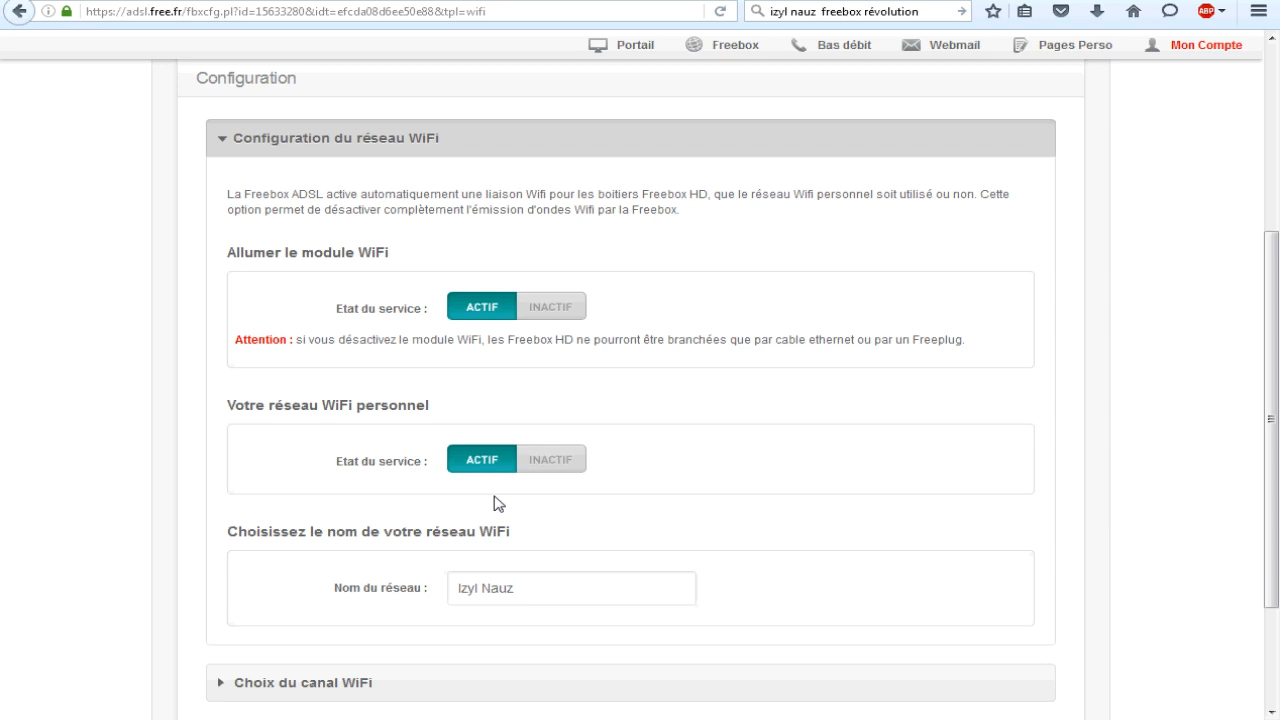 https://adsl.free.fr/fbxcfg.pl?id=15633280&idt=efcda08d6ee50e88&tpl=wifi
izyl nauz freebox révolution
ABP
Portail Freebox Bas débit Webmail Pages Perso Mon Compte
Configuration
Configuration du réseau WiFi
La Freebox ADSL active automatiquement une liaison Wifi pour les boitiers Freebox HD, que le réseau Wifi personnel soit utilisé ou non. Cette
option permet de désactiver complètement l'émission d'ondes Wifi par la Freebox.
Allumer le module WiFi
Etat du service : ACTIF INACTIF
Attention : si vous désactivez le module WiFi, les Freebox HD ne pourront être branchées que par cable ethernet ou par un Freeplug.
Votre réseau WiFi personnel
Etat du service : ACTIF INACTIF
Choisissez le nom de votre réseau WiFi
Nom du réseau : Izyl Nauz
Choix du canal WiFi